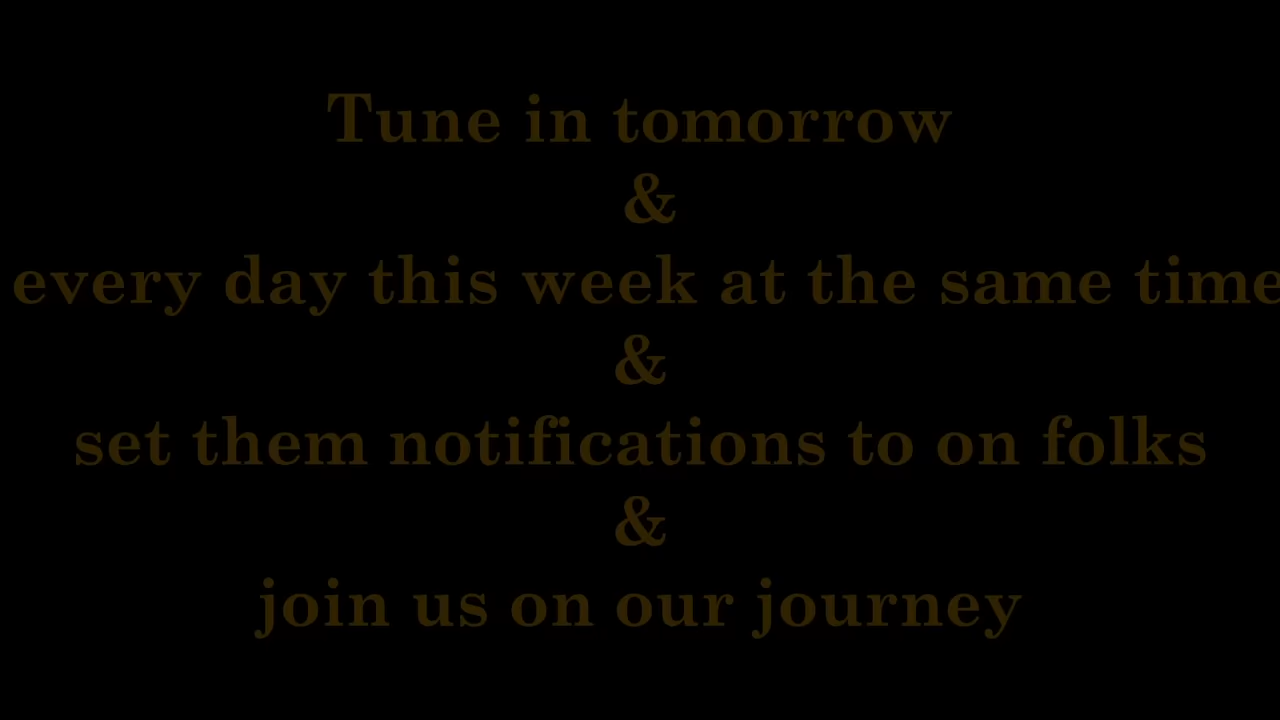 Tune in tomorrow
&
every day this week at the same time
&
set them notifications to on folks
&
join us on our journey